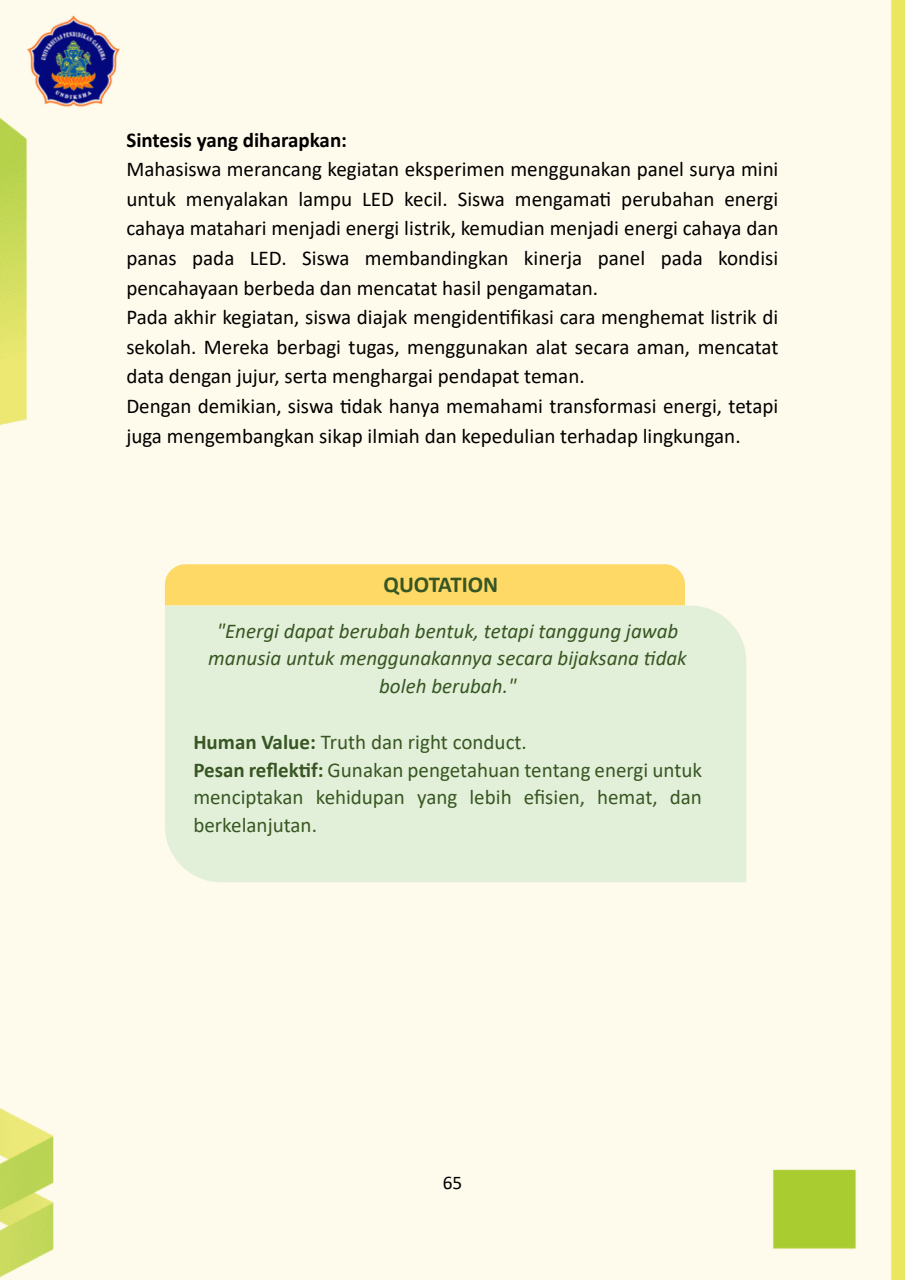 UNIVERSITAS PENDIDIKAN GANESHA
UNDIKSHA
Sintesis yang diharapkan:
Mahasiswa merancang kegiatan eksperimen menggunakan panel surya mini
untuk menyalakan lampu LED kecil. Siswa mengamati perubahan energi
cahaya matahari menjadi energi listrik, kemudian menjadi energi cahaya dan
panas pada LED. Siswa membandingkan kinerja panel pada kondisi
pencahayaan berbeda dan mencatat hasil pengamatan.
Pada akhir kegiatan, siswa diajak mengidentifikasi cara menghemat listrik di
sekolah. Mereka berbagi tugas, menggunakan alat secara aman, mencatat
data dengan jujur, serta menghargai pendapat teman.
Dengan demikian, siswa tidak hanya memahami transformasi energi, tetapi
juga mengembangkan sikap ilmiah dan kepedulian terhadap lingkungan.
QUOTATION
"Energi dapat berubah bentuk, tetapi tanggung jawab
manusia untuk menggunakannya secara bijaksana tidak
boleh berubah."
Human Value: Truth dan right conduct.
Pesan reflektif: Gunakan pengetahuan tentang energi untuk
menciptakan kehidupan yang lebih efisien, hemat, dan
berkelanjutan.
65